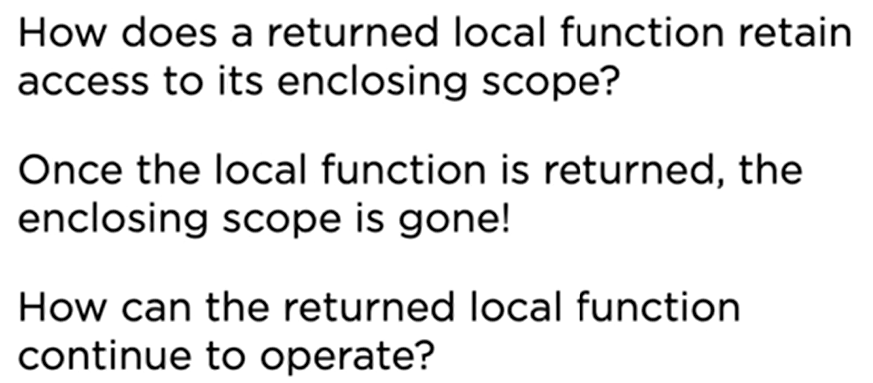 How does a returned local function retain
access to its enclosing scope?
Once the local function is returned, the
enclosing scope is gone!
How can the returned local function
continue to operate?